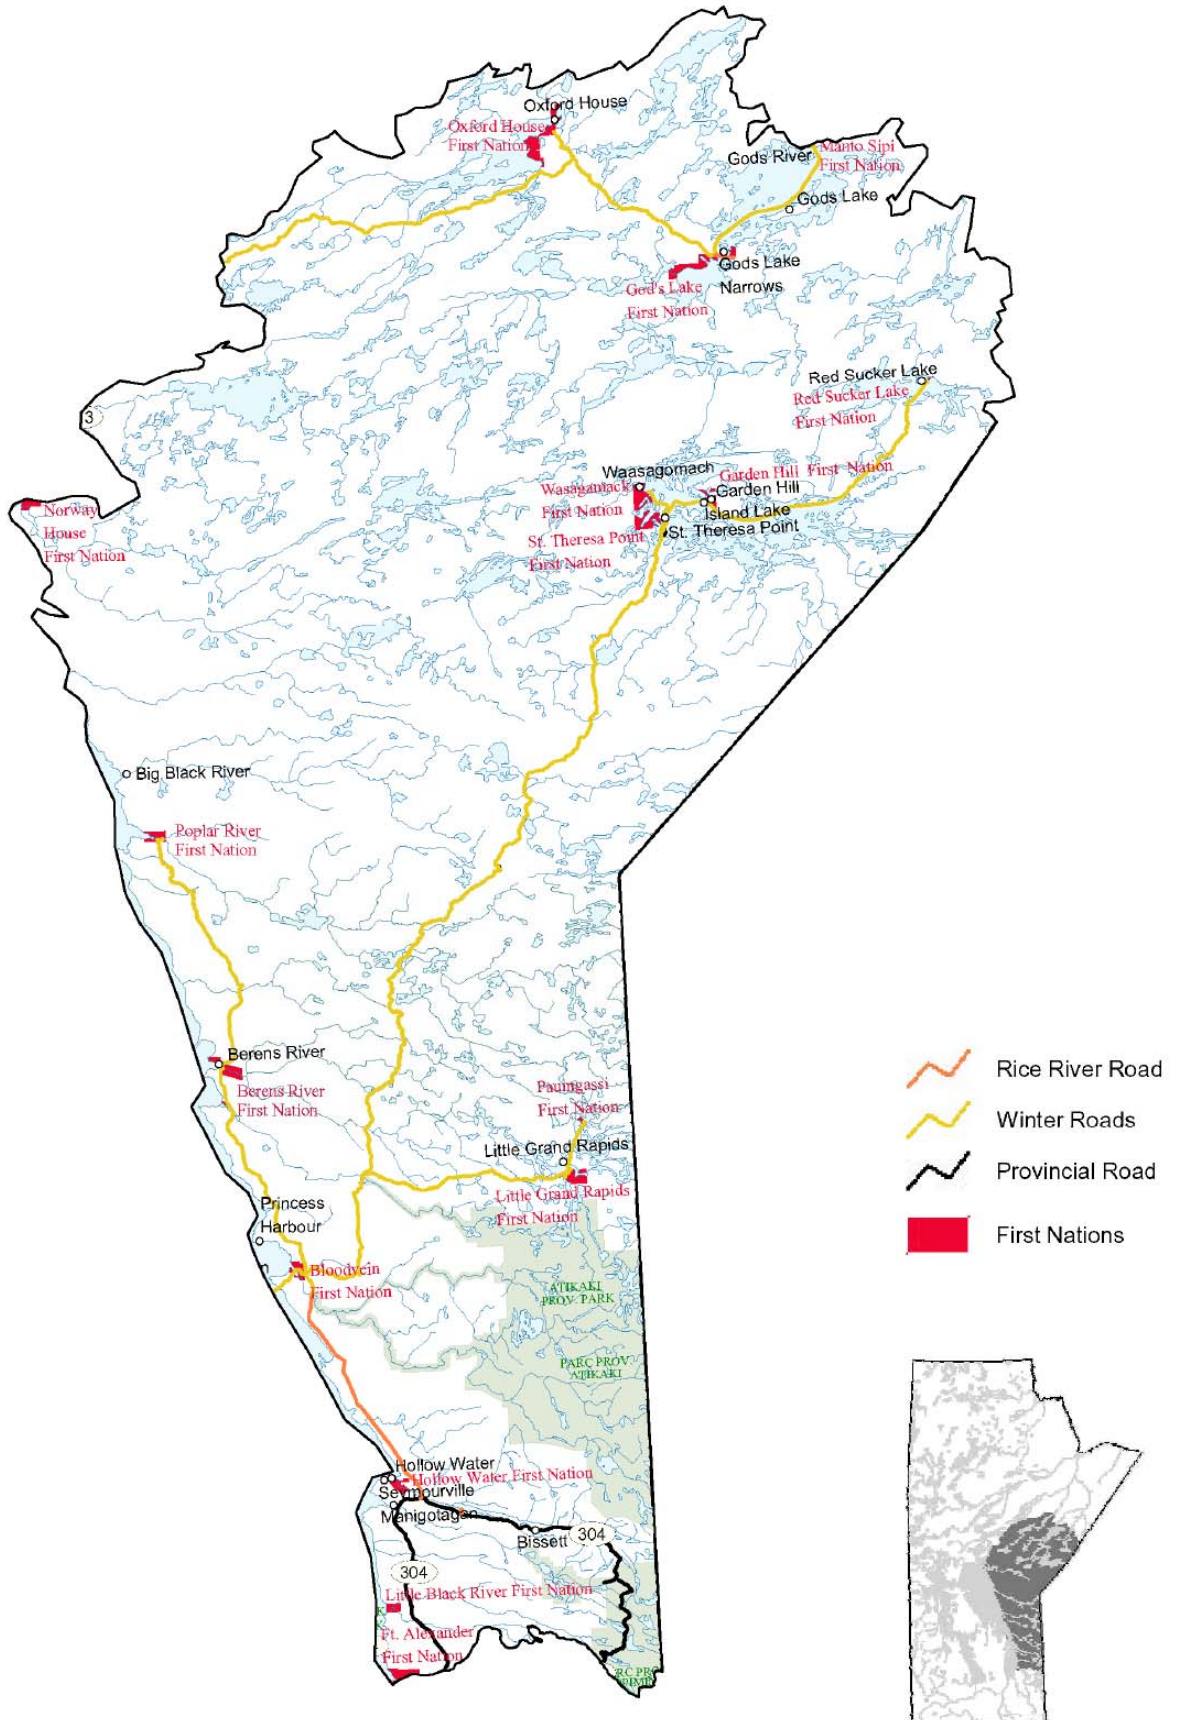 Oxford House
Oxford House
First Nation
Gods River
Manto Sipi
First Nation
Gods Lake
Gods Lake
Narrows
God's Lake
First Nation
Red Sucker Lake
Red Sucker Lake
First Nation
3
Waasagomach
Garden Hill First Nation
Wasagamack
First Nation
Garden Hill
Island Lake
St. Theresa Point
St. Theresa Point
First Nation
Norway
House
First Nation
Big Black River
Poplar River
First Nation
Berens River
Berens River
First Nation
Pauingassi
First Nation
Little Grand Rapids
Little Grand Rapids
First Nation
Princess
Harbour
Bloodvein
First Nation
ATIKAKI
PROV. PARK
PARC PROV.
ATIKAKI
Hollow Water
Hollow Water First Nation
Seymourville
Manigotagan
Bissett
304
304
Little Black River First Nation
Ft. Alexander
First Nation
Rice River Road
Winter Roads
Provincial Road
First Nations